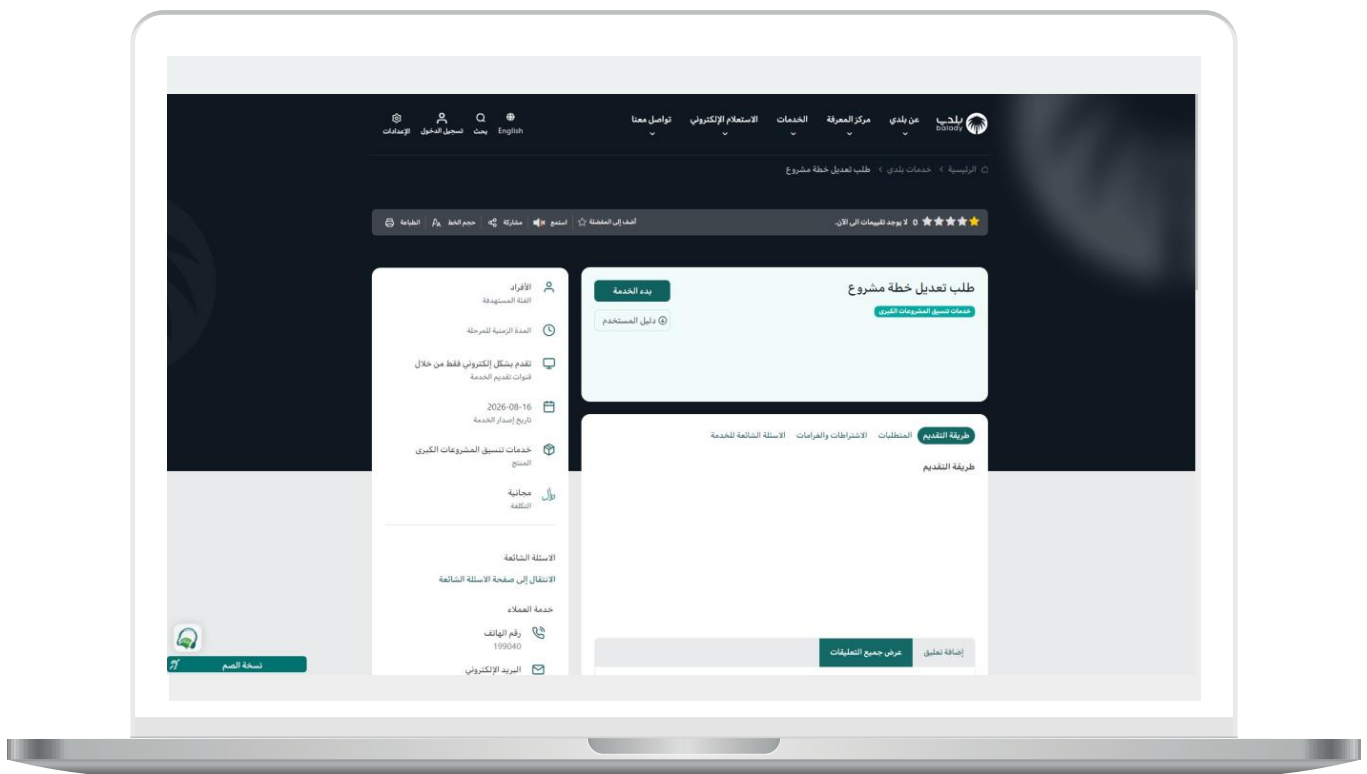 بلدي
balady
عن بلدي
مركز المعرفة
الخدمات
الاستعلام الإلكتروني
تواصل معنا
English
بحث
تسجيل الدخول
الإعدادات
الرئيسية > خدمات بلدي > طلب تعديل خطة مشروع
0 لا يوجد تقييمات الى الآن.
أضف إلى المفضلة
استمع
مشاركة
حجم الخط
الطباعة
طلب تعديل خطة مشروع
خدمات تنسيق المشروعات الكبرى
بدء الخدمة
دليل المستخدم
الأفراد
الفئة المستهدفة
المدة الزمنية للمرحلة
تقدم بشكل إلكتروني فقط من خلال
قنوات تقديم الخدمة
2026-08-16
تاريخ إصدار الخدمة
خدمات تنسيق المشروعات الكبرى
المنتج
مجانية
التكلفة
طريقة التقديم
المتطلبات
الاشتراطات والغرامات
الاسئلة الشائعة للخدمة
طريقة التقديم
الاسئلة الشائعة
الانتقال إلى صفحة الاسئلة الشائعة
خدمة العملاء
رقم الهاتف
199040
البريد الإلكتروني
إضافة تعليق
عرض جميع التعليقات
نسخة الصم